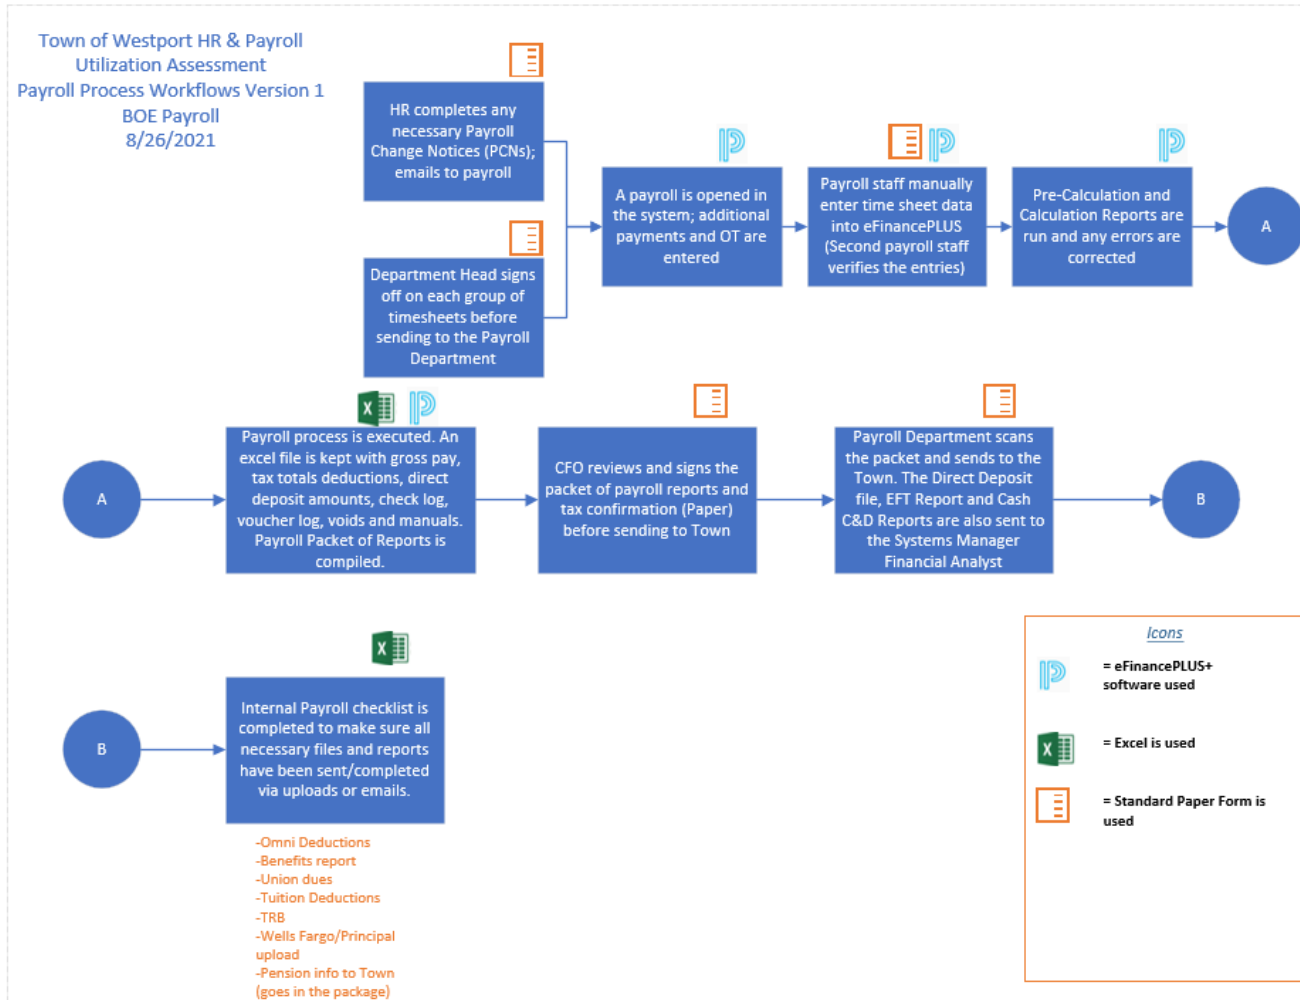 Town of Westport HR & Payroll
Utilization Assessment
Payroll Process Workflows Version 1
BOE Payroll
8/26/2021
HR completes any
necessary Payroll
Change Notices (PCNs);
emails to payroll
Department Head signs
off on each group of
timesheets before
sending to the Payroll
Department
A payroll is opened in
the system; additional
payments and OT are
entered
Payroll staff manually
enter time sheet data
into eFinancePLUS
(Second payroll staff
verifies the entries)
Pre-Calculation and
Calculation Reports are
run and any errors are
corrected
A
A
Payroll process is executed. An
excel file is kept with gross pay,
tax totals deductions, direct
deposit amounts, check log,
voucher log, voids and manuals.
Payroll Packet of Reports is
compiled.
CFO reviews and signs the
packet of payroll reports and
tax confirmation (Paper)
before sending to Town
Payroll Department scans
the packet and sends to the
Town. The Direct Deposit
file, EFT Report and Cash
C&D Reports are also sent to
the Systems Manager
Financial Analyst
B
B
Internal Payroll checklist is
completed to make sure all
necessary files and reports
have been sent/completed
via uploads or emails.
-Omni Deductions
-Benefits report
-Union dues
-Tuition Deductions
-TRB
-Wells Fargo/Principal
upload
-Pension info to Town
(goes in the package)
Icons
= eFinancePLUS+
software used
= Excel is used
= Standard Paper Form is
used